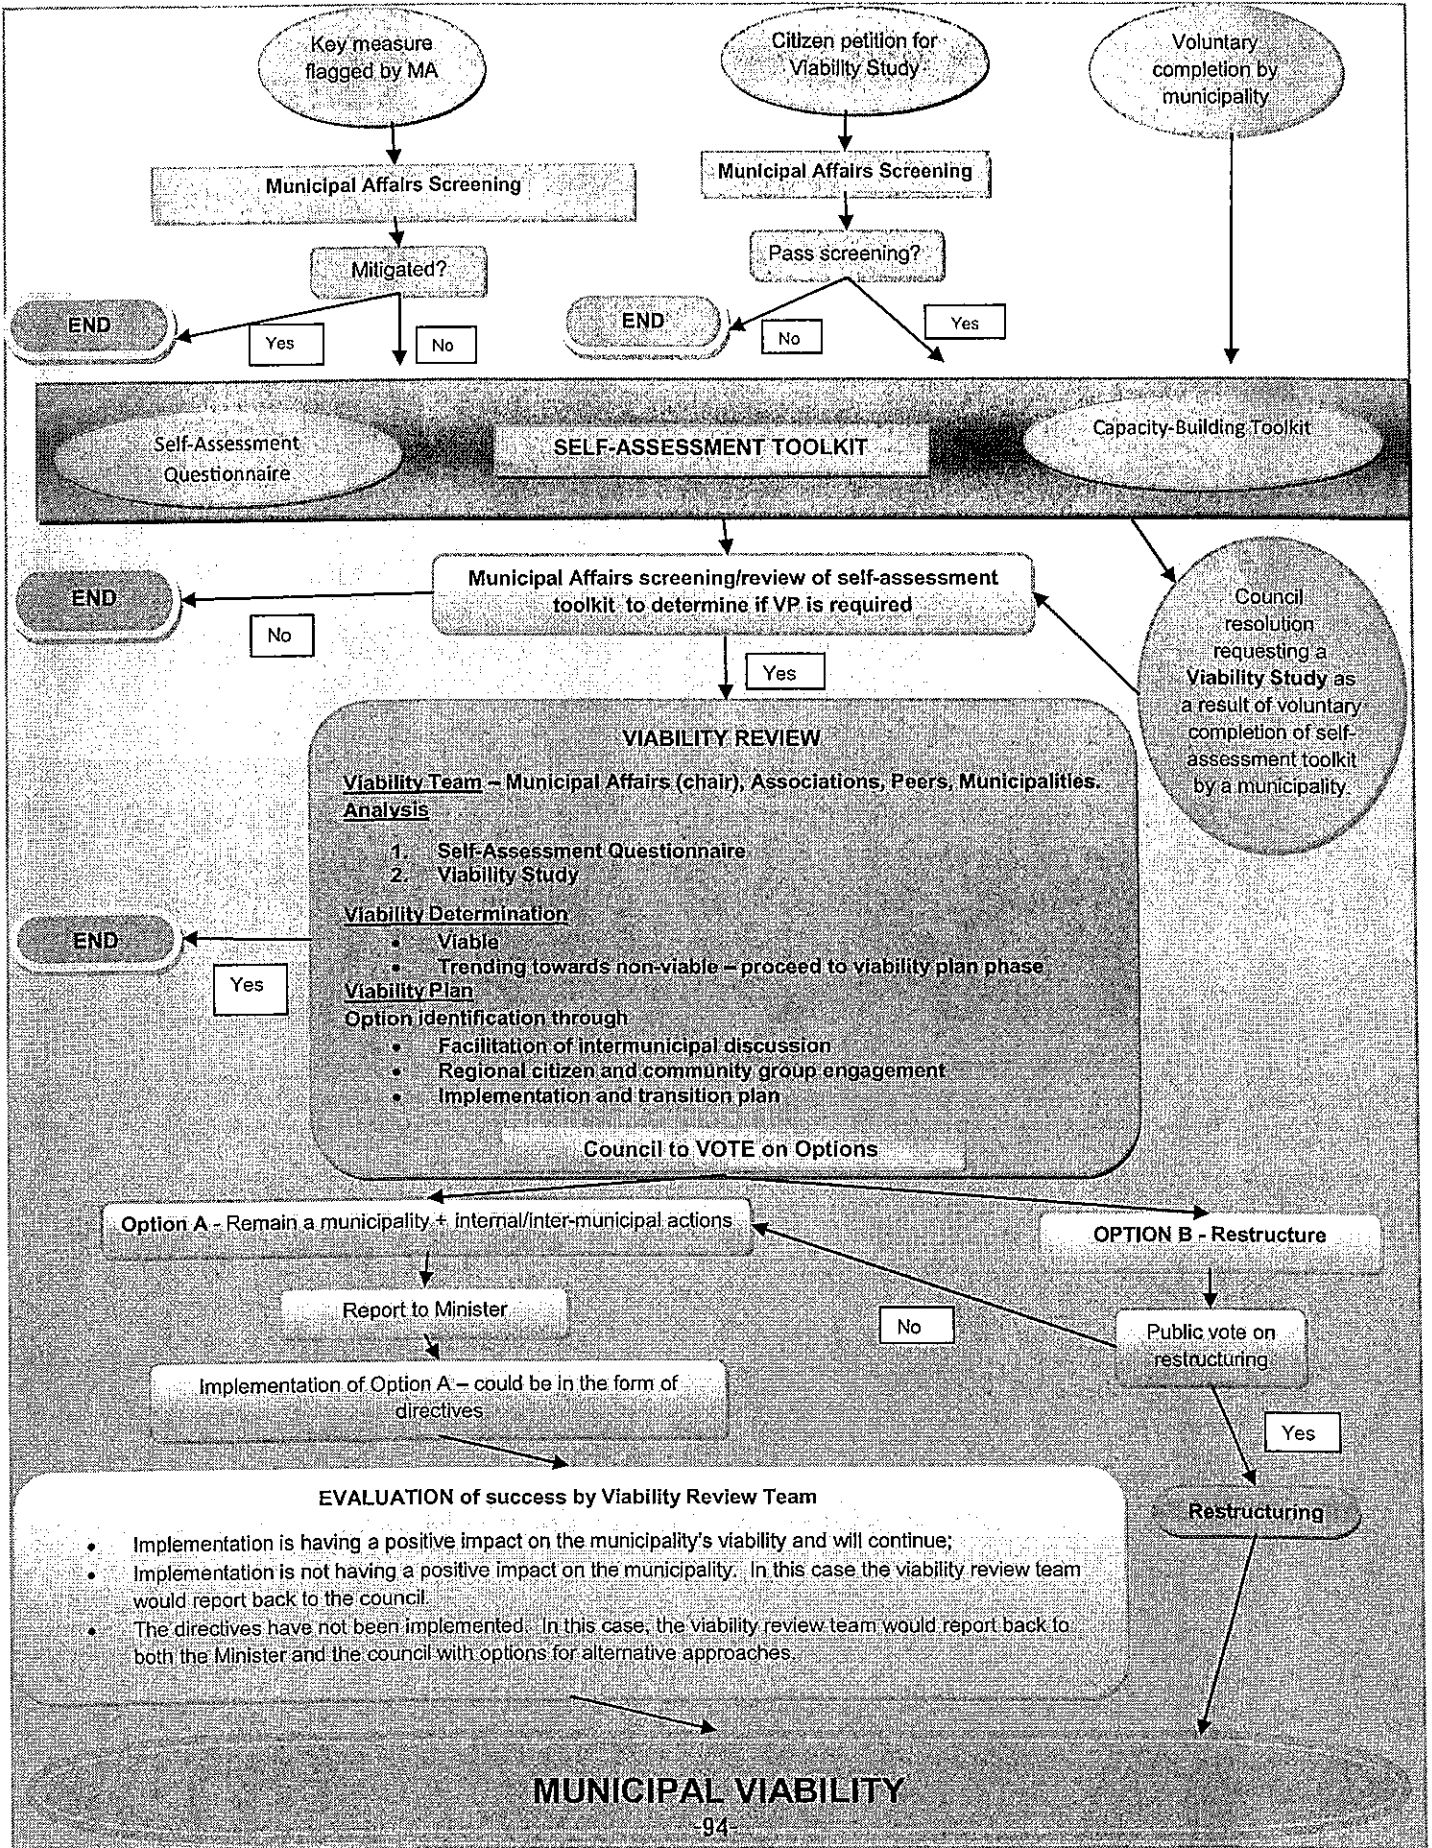 Key measure
flagged by MA
Citizen petition for
Viability Study
Voluntary
completion by
municipality
Municipal Affairs Screening
Municipal Affairs Screening
Mitigated?
Pass screening?
END
Yes
No
END
No
Yes
Self-Assessment
Questionnaire
SELF-ASSESSMENT TOOLKIT
Capacity-Building Toolkit
Municipal Affairs screening/review of self-assessment
toolkit to determine if VP is required
END
No
Yes
Council
resolution
requesting a
Viability Study as
a result of voluntary
completion of self-
assessment toolkit
by a municipality.
VIABILITY REVIEW
Viability Team – Municipal Affairs (chair), Associations, Peers, Municipalities.
Analysis
1. Self-Assessment Questionnaire
2. Viability Study
Viability Determination
• Viable
• Trending towards non-viable – proceed to viability plan phase
Viability Plan
Option identification through
• Facilitation of intermunicipal discussion
• Regional citizen and community group engagement
• Implementation and transition plan
Council to VOTE on Options
END
Yes
Option A - Remain a municipality + internal/inter-municipal actions
OPTION B - Restructure
Report to Minister
No
Public vote on
restructuring
Implementation of Option A – could be in the form of
directives
Yes
EVALUATION of success by Viability Review Team
• Implementation is having a positive impact on the municipality's viability and will continue;
• Implementation is not having a positive impact on the municipality. In this case the viability review team
would report back to the council.
• The directives have not been implemented. In this case, the viability review team would report back to
both the Minister and the council with options for alternative approaches.
Restructuring
MUNICIPAL VIABILITY
-94-